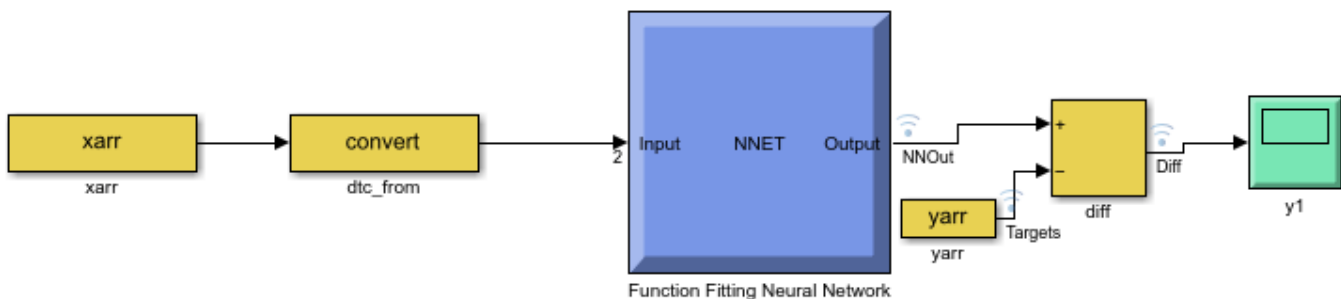 xarr
xarr
convert
dtc_from
2
Input
NNET
Output
Function Fitting Neural Network
NNOut
yarr
yarr
Targets
+
−
diff
Diff
y1